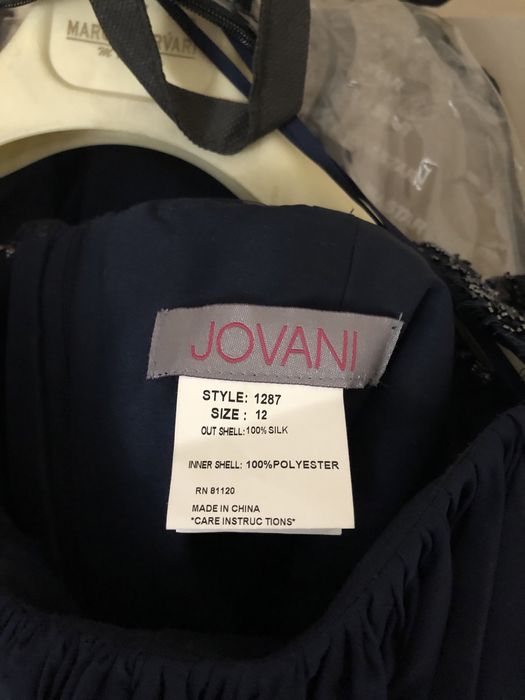 JOVANI
STYLE: 1287
SIZE : 12
OUT SHELL:100%SILK
INNER SHELL: 100%POLYESTER
RN 81120
MADE IN CHINA
*CARE INSTRUC TIONS*